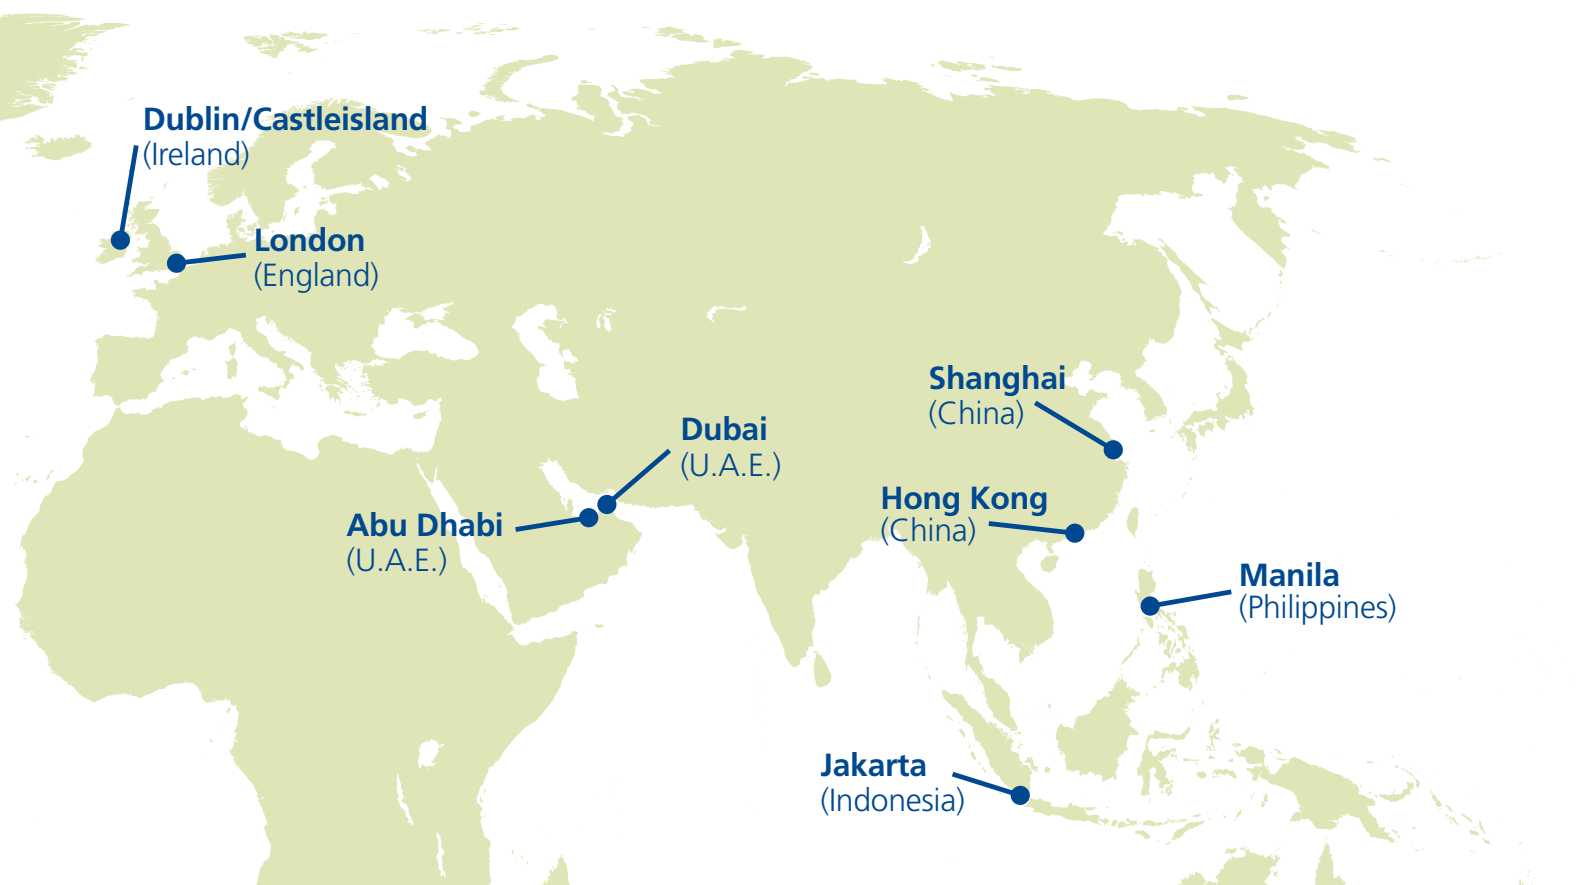 Dublin/Castleisland
(Ireland)
London
(England)
Shanghai
(China)
Dubai
(U.A.E.)
Hong Kong
(China)
Abu Dhabi
(U.A.E.)
Manila
(Philippines)
Jakarta
(Indonesia)